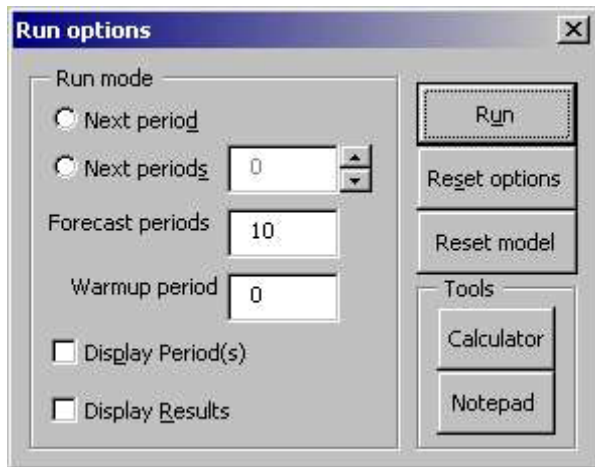 Run options
Run mode
Next period
Next periods 0
Forecast periods 10
Warmup period 0
Display Period(s)
Display Results
Run
Reset options
Reset model
Tools
Calculator
Notepad